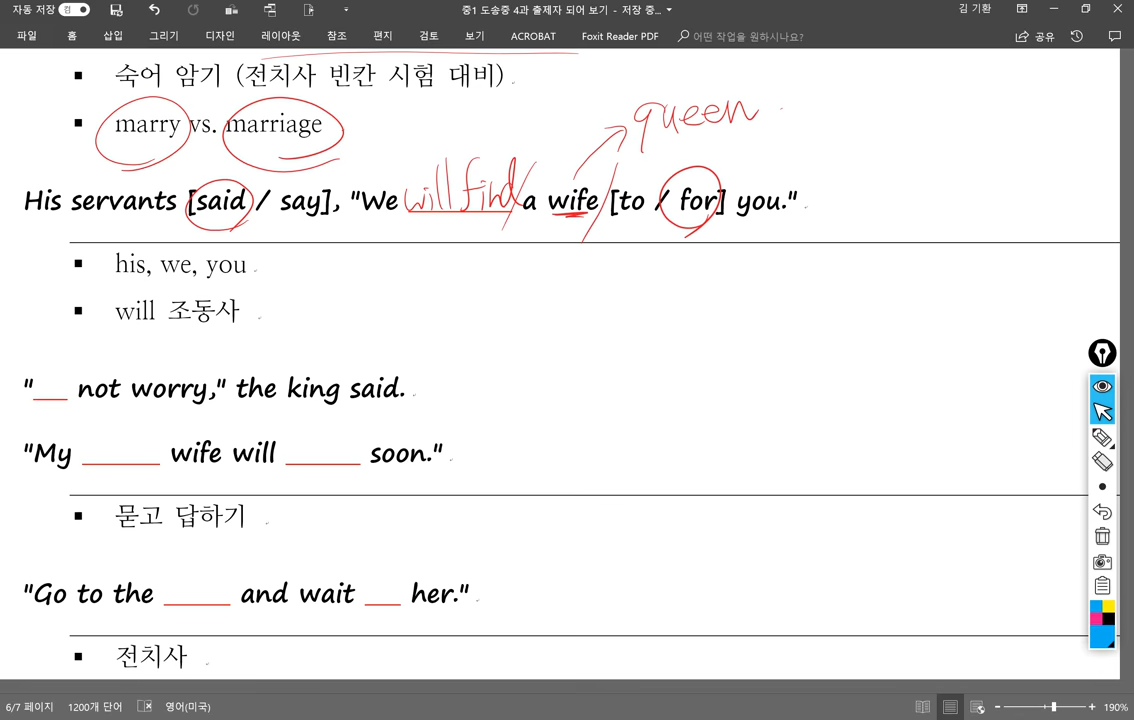 자동 저장 컴 중1 도송중 4과 출제자 되어 보기 - 저장 중... 김 기환
파일 홈 삽입 그리기 디자인 레이아웃 참조 편지 검토 보기 ACROBAT Foxit Reader PDF 어떤 작업을 원하시나요? 공유
▪ 숙어 암기 (전치사 빈칸 시험 대비)
queen
▪ marry vs. marriage
His servants [said / say], "We will find a wife [to / for] you."
▪ his, we, you
▪ will 조동사
"___ not worry," the king said.
"My ______ wife will ______ soon."
▪ 묻고 답하기
"Go to the _____ and wait ___ her."
▪ 전치사
6/7 페이지 1200개 단어 영어(미국) 190%